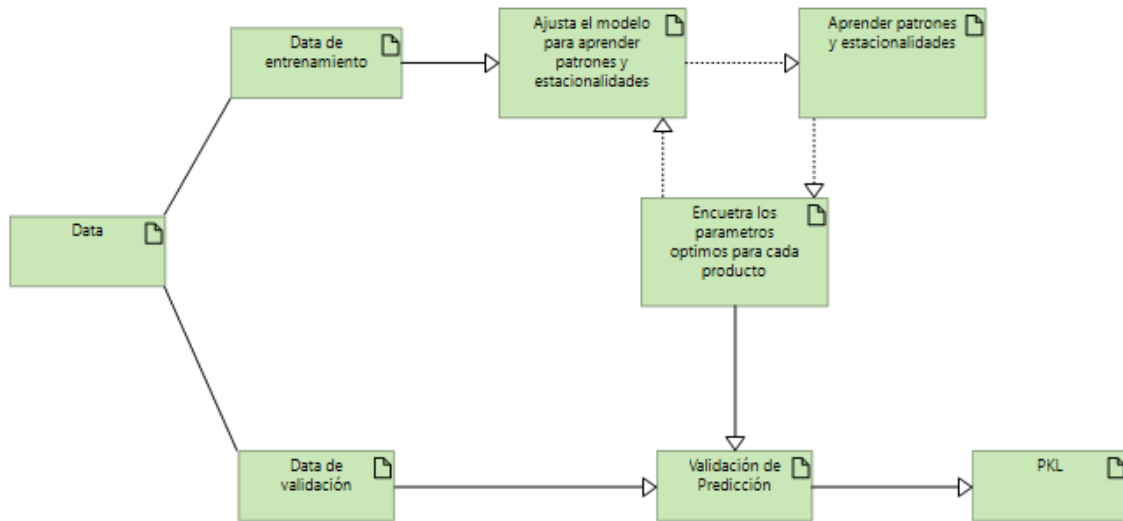 Data de
entrenamiento
Ajusta el modelo
para aprender
patrones y
estacionalidades
Aprender patrones
y estacionalidades
Data
Encuetra los
parametros
optimos para cada
producto
Data de
validación
Validación de
Predicción
PKL